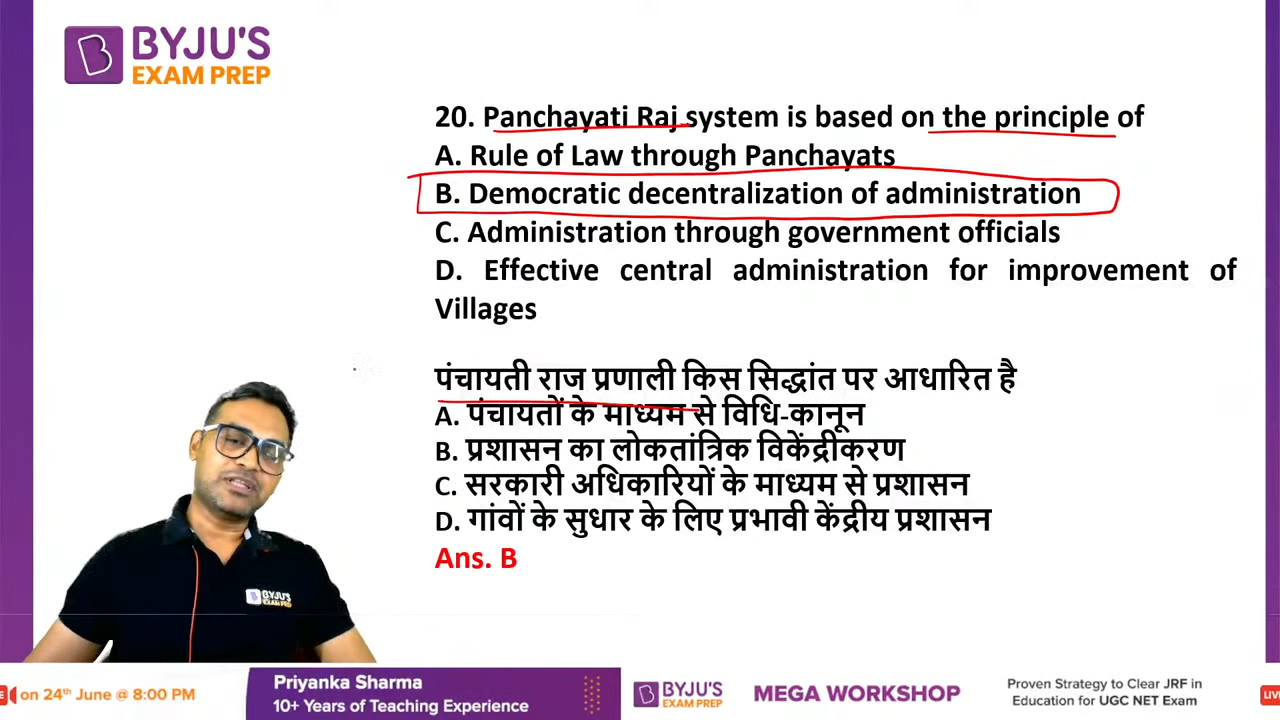 BYJU'S
EXAM PREP
20. Panchayati Raj system is based on the principle of
A. Rule of Law through Panchayats
B. Democratic decentralization of administration
C. Administration through government officials
D. Effective central administration for improvement of
Villages
पंचायती राज प्रणाली किस सिद्धांत पर आधारित है
A. पंचायतों के माध्यम से विधि-कानून
B. प्रशासन का लोकतांत्रिक विकेंद्रीकरण
C. सरकारी अधिकारियों के माध्यम से प्रशासन
D. गांवों के सुधार के लिए प्रभावी केंद्रीय प्रशासन
Ans. B
BYJU'S
EXAM PREP
on 24th June @ 8:00 PM
Priyanka Sharma
10+ Years of Teaching Experience
BYJU'S
EXAM PREP
MEGA WORKSHOP
Proven Strategy to Clear JRF in
Education for UGC NET Exam